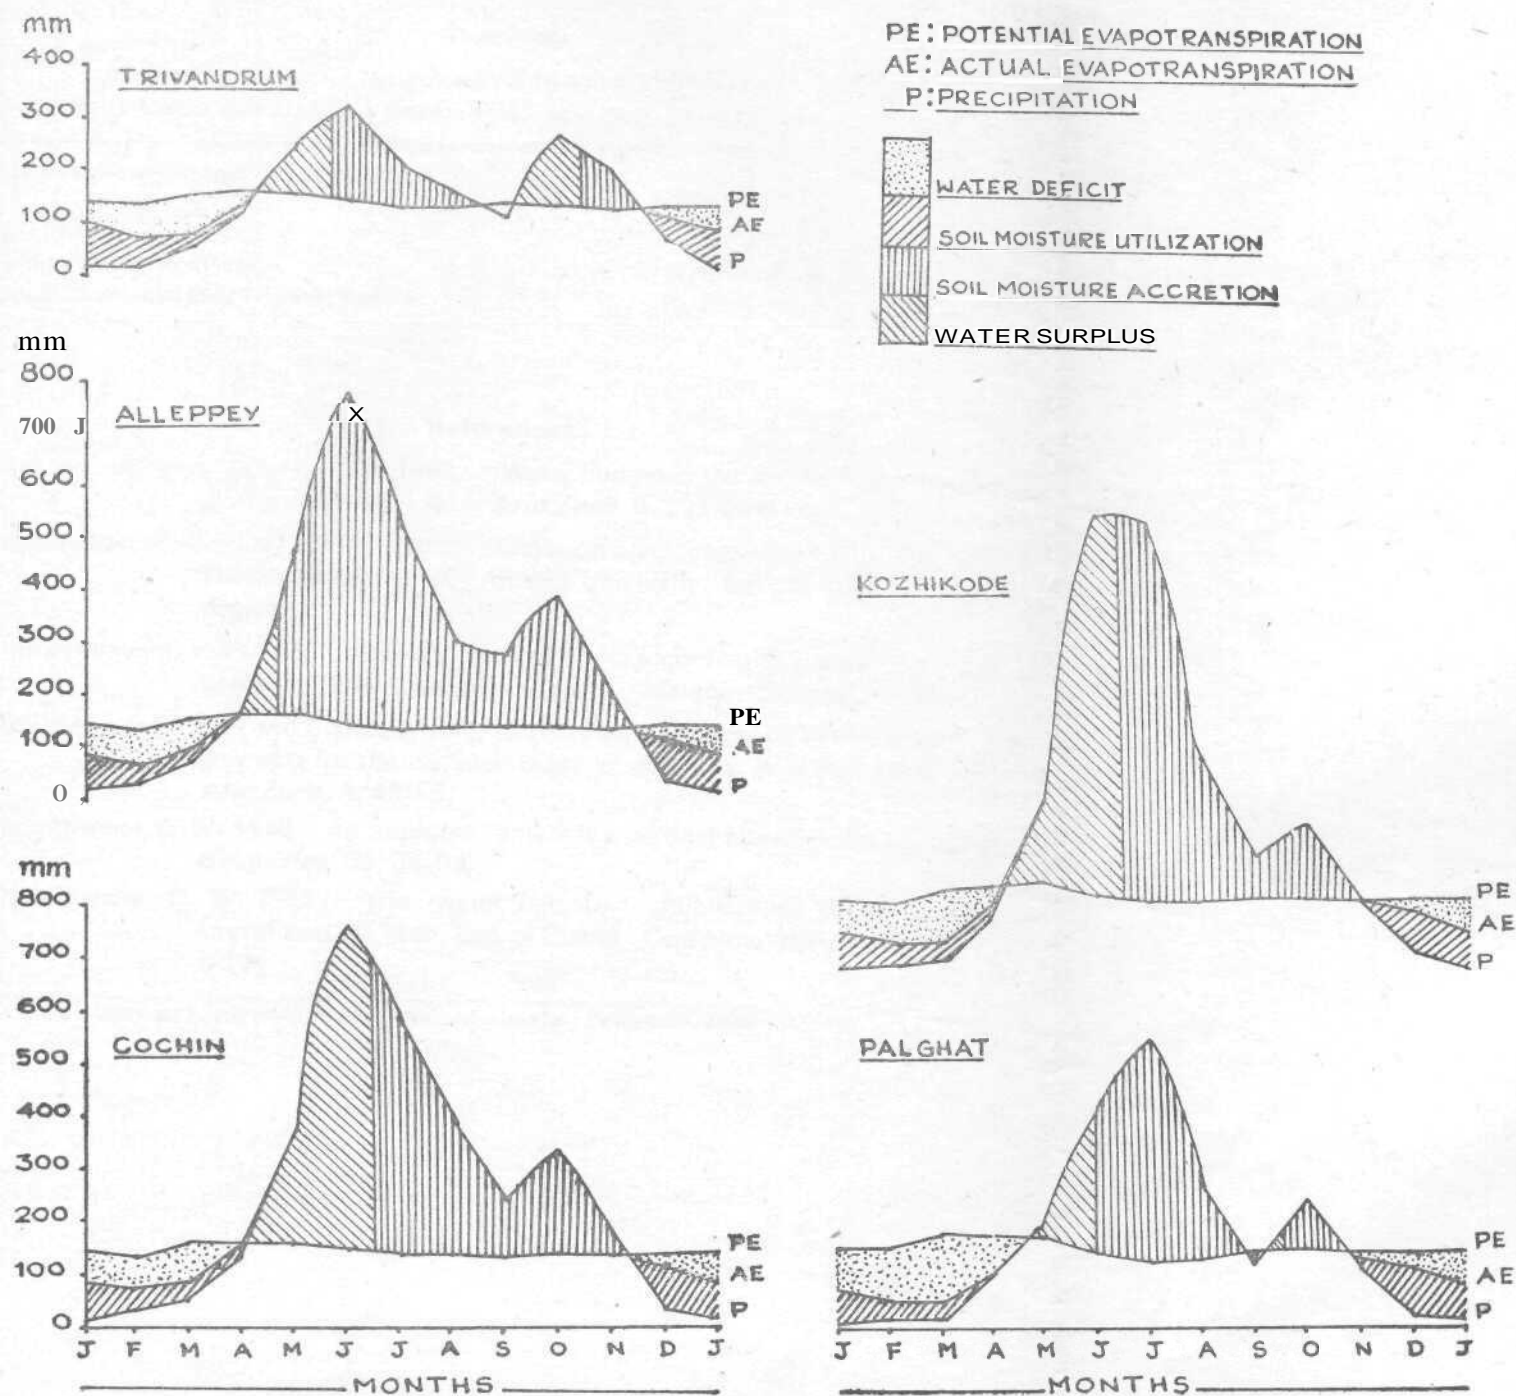 mm
400
TRIVANDRUM
300
200
100
0
PE
AE
P
PE: POTENTIAL EVAPOTRANSPIRATION
AE: ACTUAL EVAPOTRANSPIRATION
P: PRECIPITATION
WATER DEFICIT
SOIL MOISTURE UTILIZATION
SOIL MOISTURE ACCRETION
WATER SURPLUS
mm
800
ALLEPPEY
X
700 J
600
500
400
300
200
100
0
PE
AE
P
KOZHIKODE
PE
AE
P
mm
800
700
600
COCHIN
500
400
300
200
100
0
PE
AE
P
J F M A M J J A S O N D J
MONTHS
PALGHAT
PE
AE
P
J F M A M J J A S O N D J
MONTHS